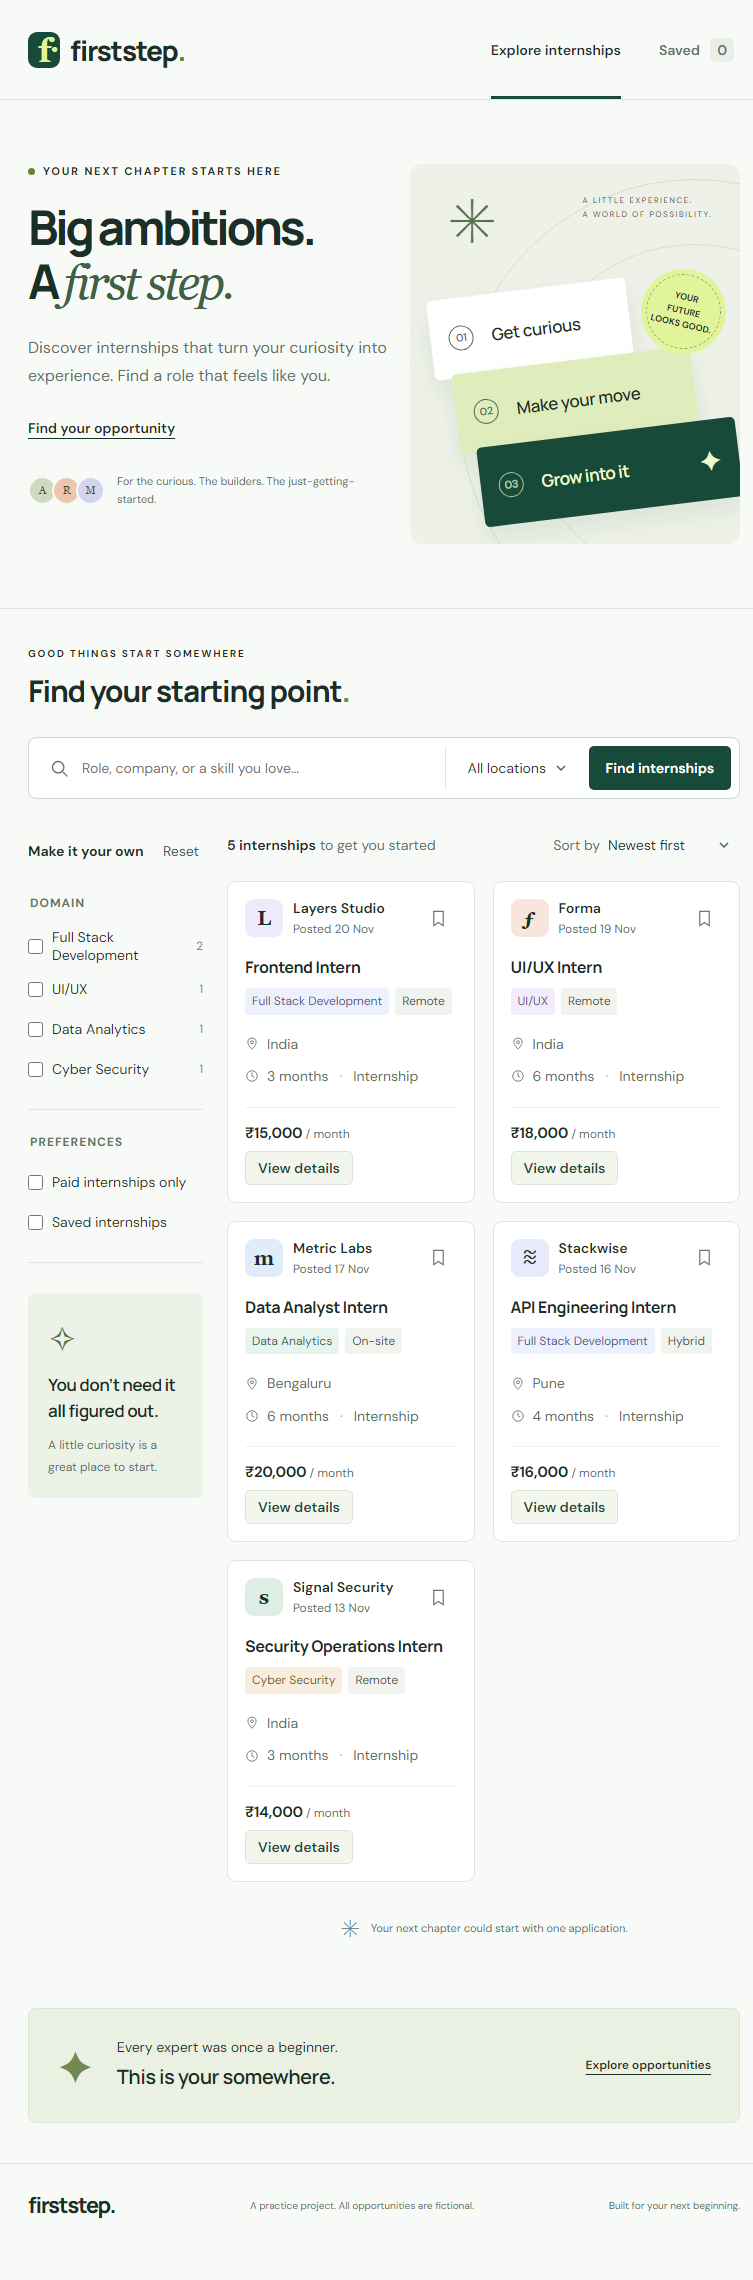 f
firststep.
Explore internships
Saved 0
YOUR NEXT CHAPTER STARTS HERE
Big ambitions.
A first step.
Discover internships that turn your curiosity into
experience. Find a role that feels like you.
Find your opportunity
A R M
For the curious. The builders. The just-getting-
started.
A LITTLE EXPERIENCE.
A WORLD OF POSSIBILITY.
YOUR
FUTURE
LOOKS GOOD.
01 Get curious
02 Make your move
03 Grow into it
GOOD THINGS START SOMEWHERE
Find your starting point.
Role, company, or a skill you love...
All locations
Find internships
Make it your own Reset
DOMAIN
Full Stack
Development 2
UI/UX 1
Data Analytics 1
Cyber Security 1
PREFERENCES
Paid internships only
Saved internships
You don't need it
all figured out.
A little curiosity is a
great place to start.
5 internships to get you started
Sort by Newest first
L
Layers Studio
Posted 20 Nov
Frontend Intern
Full Stack Development Remote
India
3 months · Internship
₹15,000 / month
View details
f
Forma
Posted 19 Nov
UI/UX Intern
UI/UX Remote
India
6 months · Internship
₹18,000 / month
View details
m
Metric Labs
Posted 17 Nov
Data Analyst Intern
Data Analytics On-site
Bengaluru
6 months · Internship
₹20,000 / month
View details
Stackwise
Posted 16 Nov
API Engineering Intern
Full Stack Development Hybrid
Pune
4 months · Internship
₹16,000 / month
View details
s
Signal Security
Posted 13 Nov
Security Operations Intern
Cyber Security Remote
India
3 months · Internship
₹14,000 / month
View details
Your next chapter could start with one application.
Every expert was once a beginner.
This is your somewhere.
Explore opportunities
firststep.
A practice project. All opportunities are fictional.
Built for your next beginning.